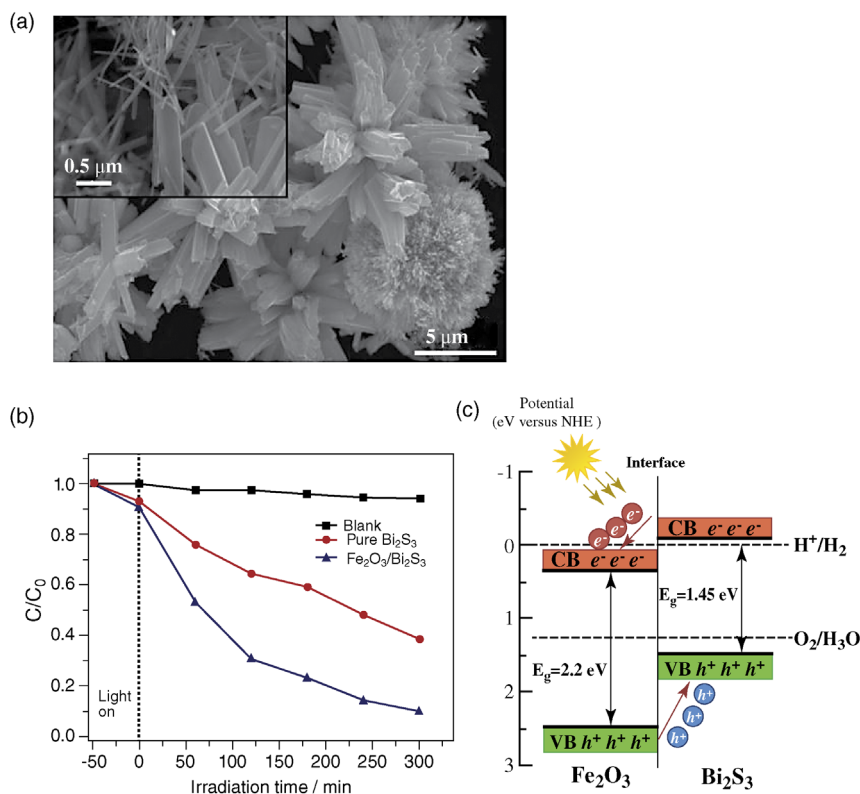 (a)
0.5 μm
5 μm
(b)
C/C₀
1.0
0.8
0.6
0.4
0.2
0.0
Blank
Pure Bi₂S₃
Fe₂O₃/Bi₂S₃
Light
on
-50 0 50 100 150 200 250 300
Irradiation time / min
(c)
Potential
(eV versus NHE )
Interface
-1
0
1
2
3
e⁻
e⁻
e⁻
CB e⁻ e⁻ e⁻
CB e⁻ e⁻ e⁻
H⁺/H₂
E_g=1.45 eV
O₂/H₃O
E_g=2.2 eV
VB h⁺ h⁺ h⁺
h⁺
h⁺
h⁺
VB h⁺ h⁺ h⁺
Fe₂O₃ Bi₂S₃